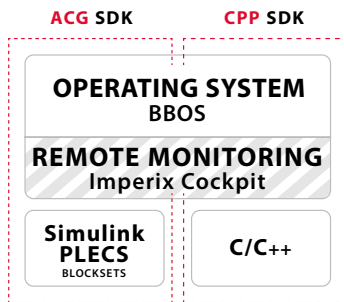 ACG SDK
CPP SDK
OPERATING SYSTEM
BBOS
REMOTE MONITORING
Imperix Cockpit
Simulink
PLECS
BLOCKSETS
C/C++